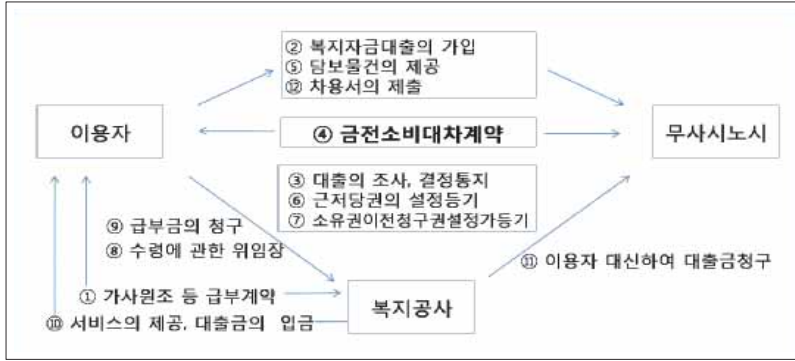 ② 복지자금대출의 가입
⑤ 담보물건의 제공
⑫ 차용서의 제출
이용자
④ 금전소비대차계약
무사시노시
③ 대출의 조사, 결정통지
⑥ 근저당권의 설정등기
⑦ 소유권이전청구권설정가등기
⑨ 급부금의 청구
⑧ 수령에 관한 위임장
⑪ 이용자 대신하여 대출금청구
① 가사원조 등 급부계약
복지공사
⑩ 서비스의 제공, 대출금의 입금